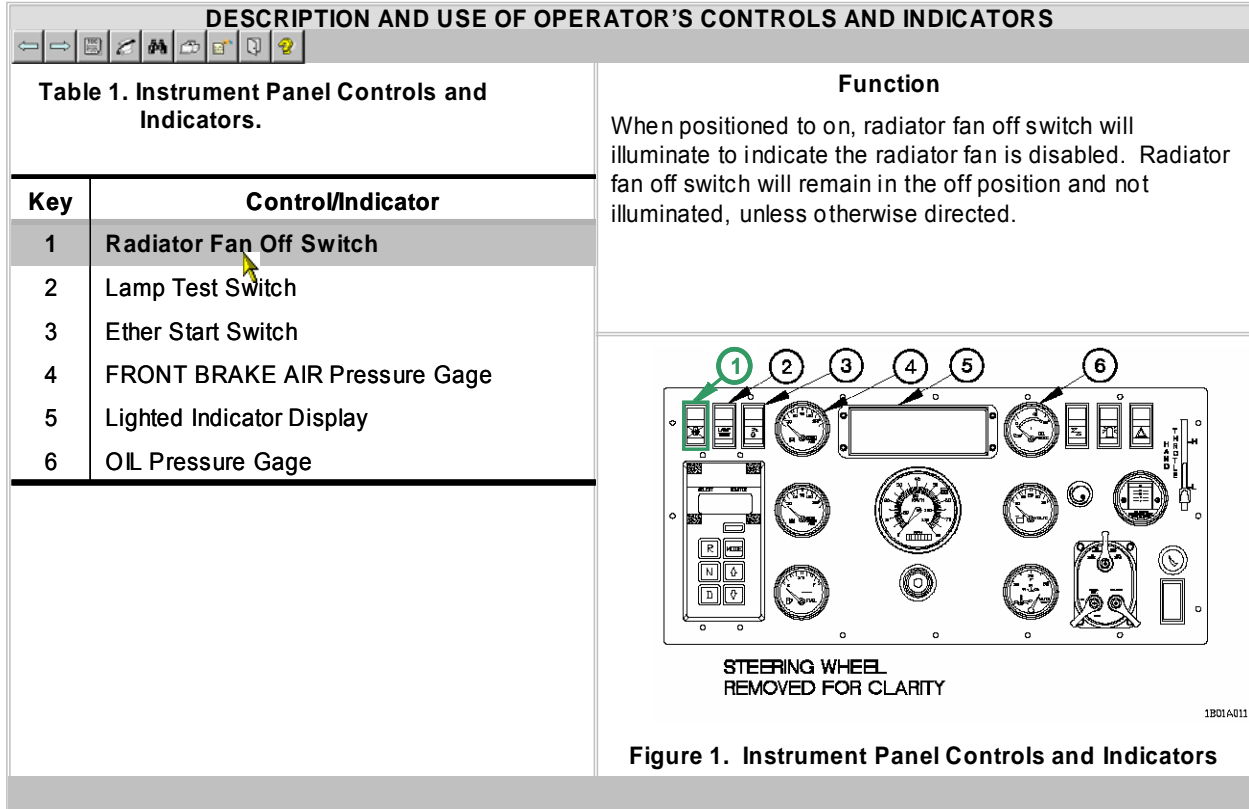 DESCRIPTION AND USE OF OPERATOR'S CONTROLS AND INDICATORS
Table 1. Instrument Panel Controls and
Indicators.
Key Control/Indicator
1 Radiator Fan Off Switch
2 Lamp Test Switch
3 Ether Start Switch
4 FRONT BRAKE AIR Pressure Gage
5 Lighted Indicator Display
6 OIL Pressure Gage
Function
When positioned to on, radiator fan off switch will
illuminate to indicate the radiator fan is disabled. Radiator
fan off switch will remain in the off position and not
illuminated, unless otherwise directed.
1 2 3 4 5 6
LAMP
HAND THROTTLE
H
L
SELECT MONITOR
R MODE
N
D
FUEL
STEERING WHEEL
REMOVED FOR CLARITY
1B01A011
Figure 1. Instrument Panel Controls and Indicators